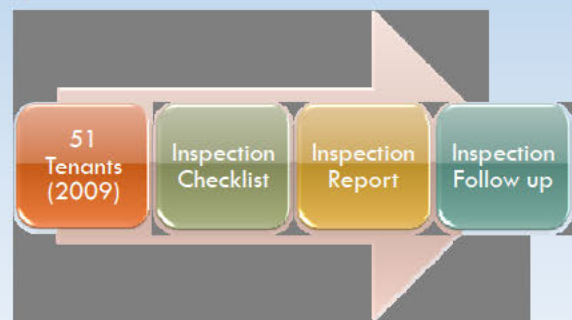 51
Tenants
(2009)
Inspection
Checklist
Inspection
Report
Inspection
Follow up